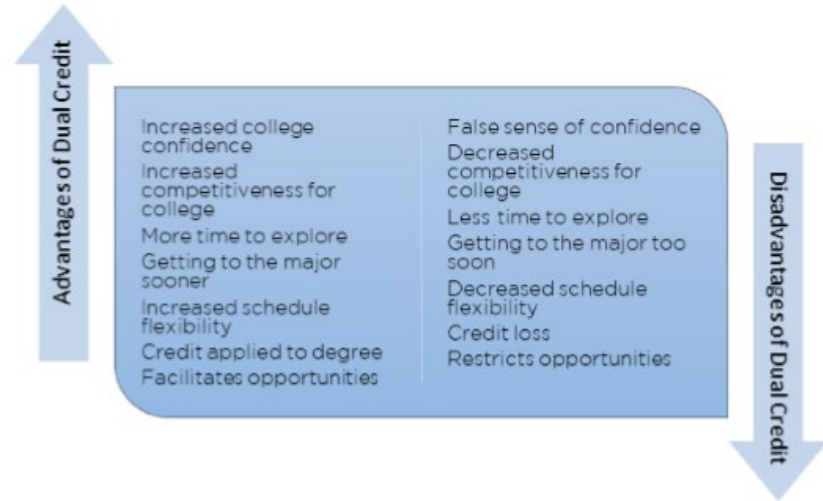 Advantages of Dual Credit
Increased college
confidence
Increased
competitiveness for
college
More time to explore
Getting to the major
sooner
Increased schedule
flexibility
Credit applied to degree
Facilitates opportunities
False sense of confidence
Decreased
competitiveness for
college
Less time to explore
Getting to the major too
soon
Decreased schedule
flexibility
Credit loss
Restricts opportunities
Disadvantages of Dual Credit